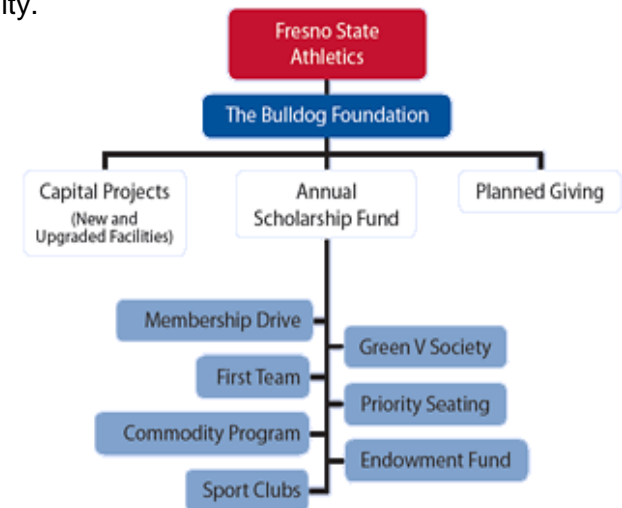 ity.
Fresno State
Athletics
The Bulldog Foundation
Capital Projects
(New and
Upgraded Facilities)
Annual
Scholarship Fund
Planned Giving
Membership Drive
Green V Society
First Team
Priority Seating
Commodity Program
Endowment Fund
Sport Clubs